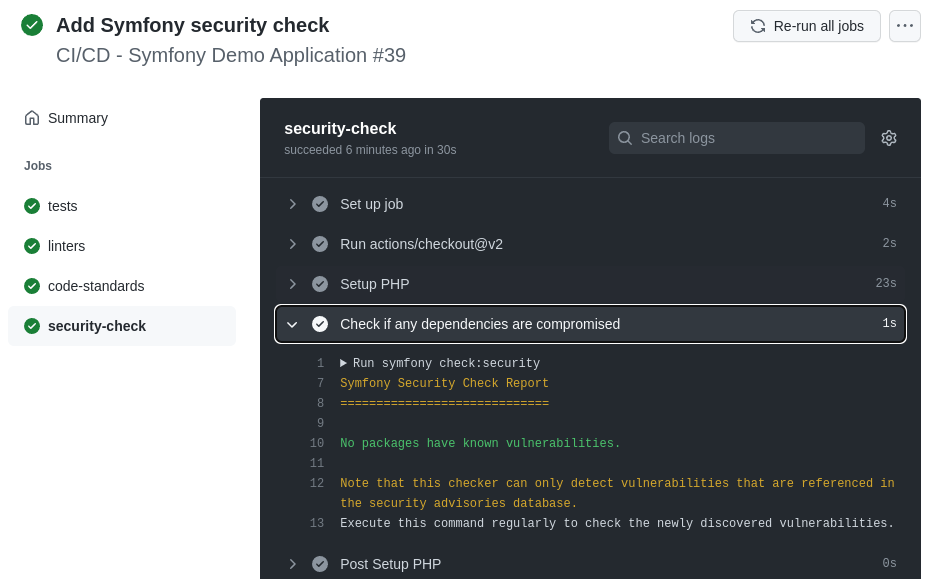 Add Symfony security check
CI/CD - Symfony Demo Application #39
Re-run all jobs
...
Summary
Jobs
tests
linters
code-standards
security-check
security-check
succeeded 6 minutes ago in 30s
Search logs
Set up job 4s
Run actions/checkout@v2 2s
Setup PHP 23s
Check if any dependencies are compromised 1s
1 Run symfony check:security
7 Symfony Security Check Report
8 =============================
9
10 No packages have known vulnerabilities.
11
12 Note that this checker can only detect vulnerabilities that are referenced in
the security advisories database.
13 Execute this command regularly to check the newly discovered vulnerabilities.
Post Setup PHP 0s